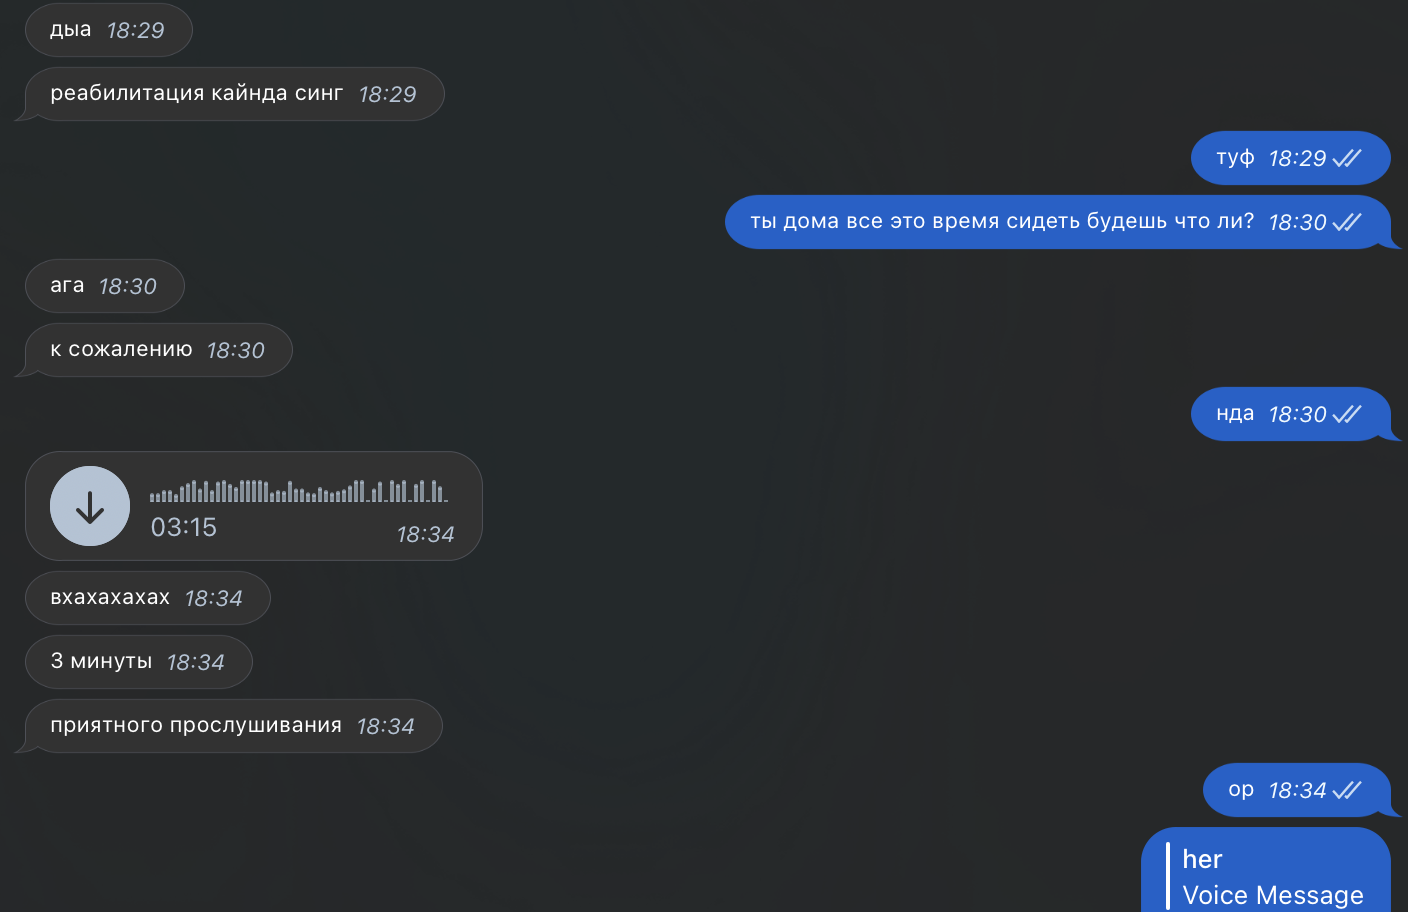 дыа 18:29
реабилитация кайнда синг 18:29
туф 18:29
ты дома все это время сидеть будешь что ли? 18:30
ага 18:30
к сожалению 18:30
нда 18:30
03:15 18:34
вхахахахах 18:34
3 минуты 18:34
приятного прослушивания 18:34
ор 18:34
her
Voice Message